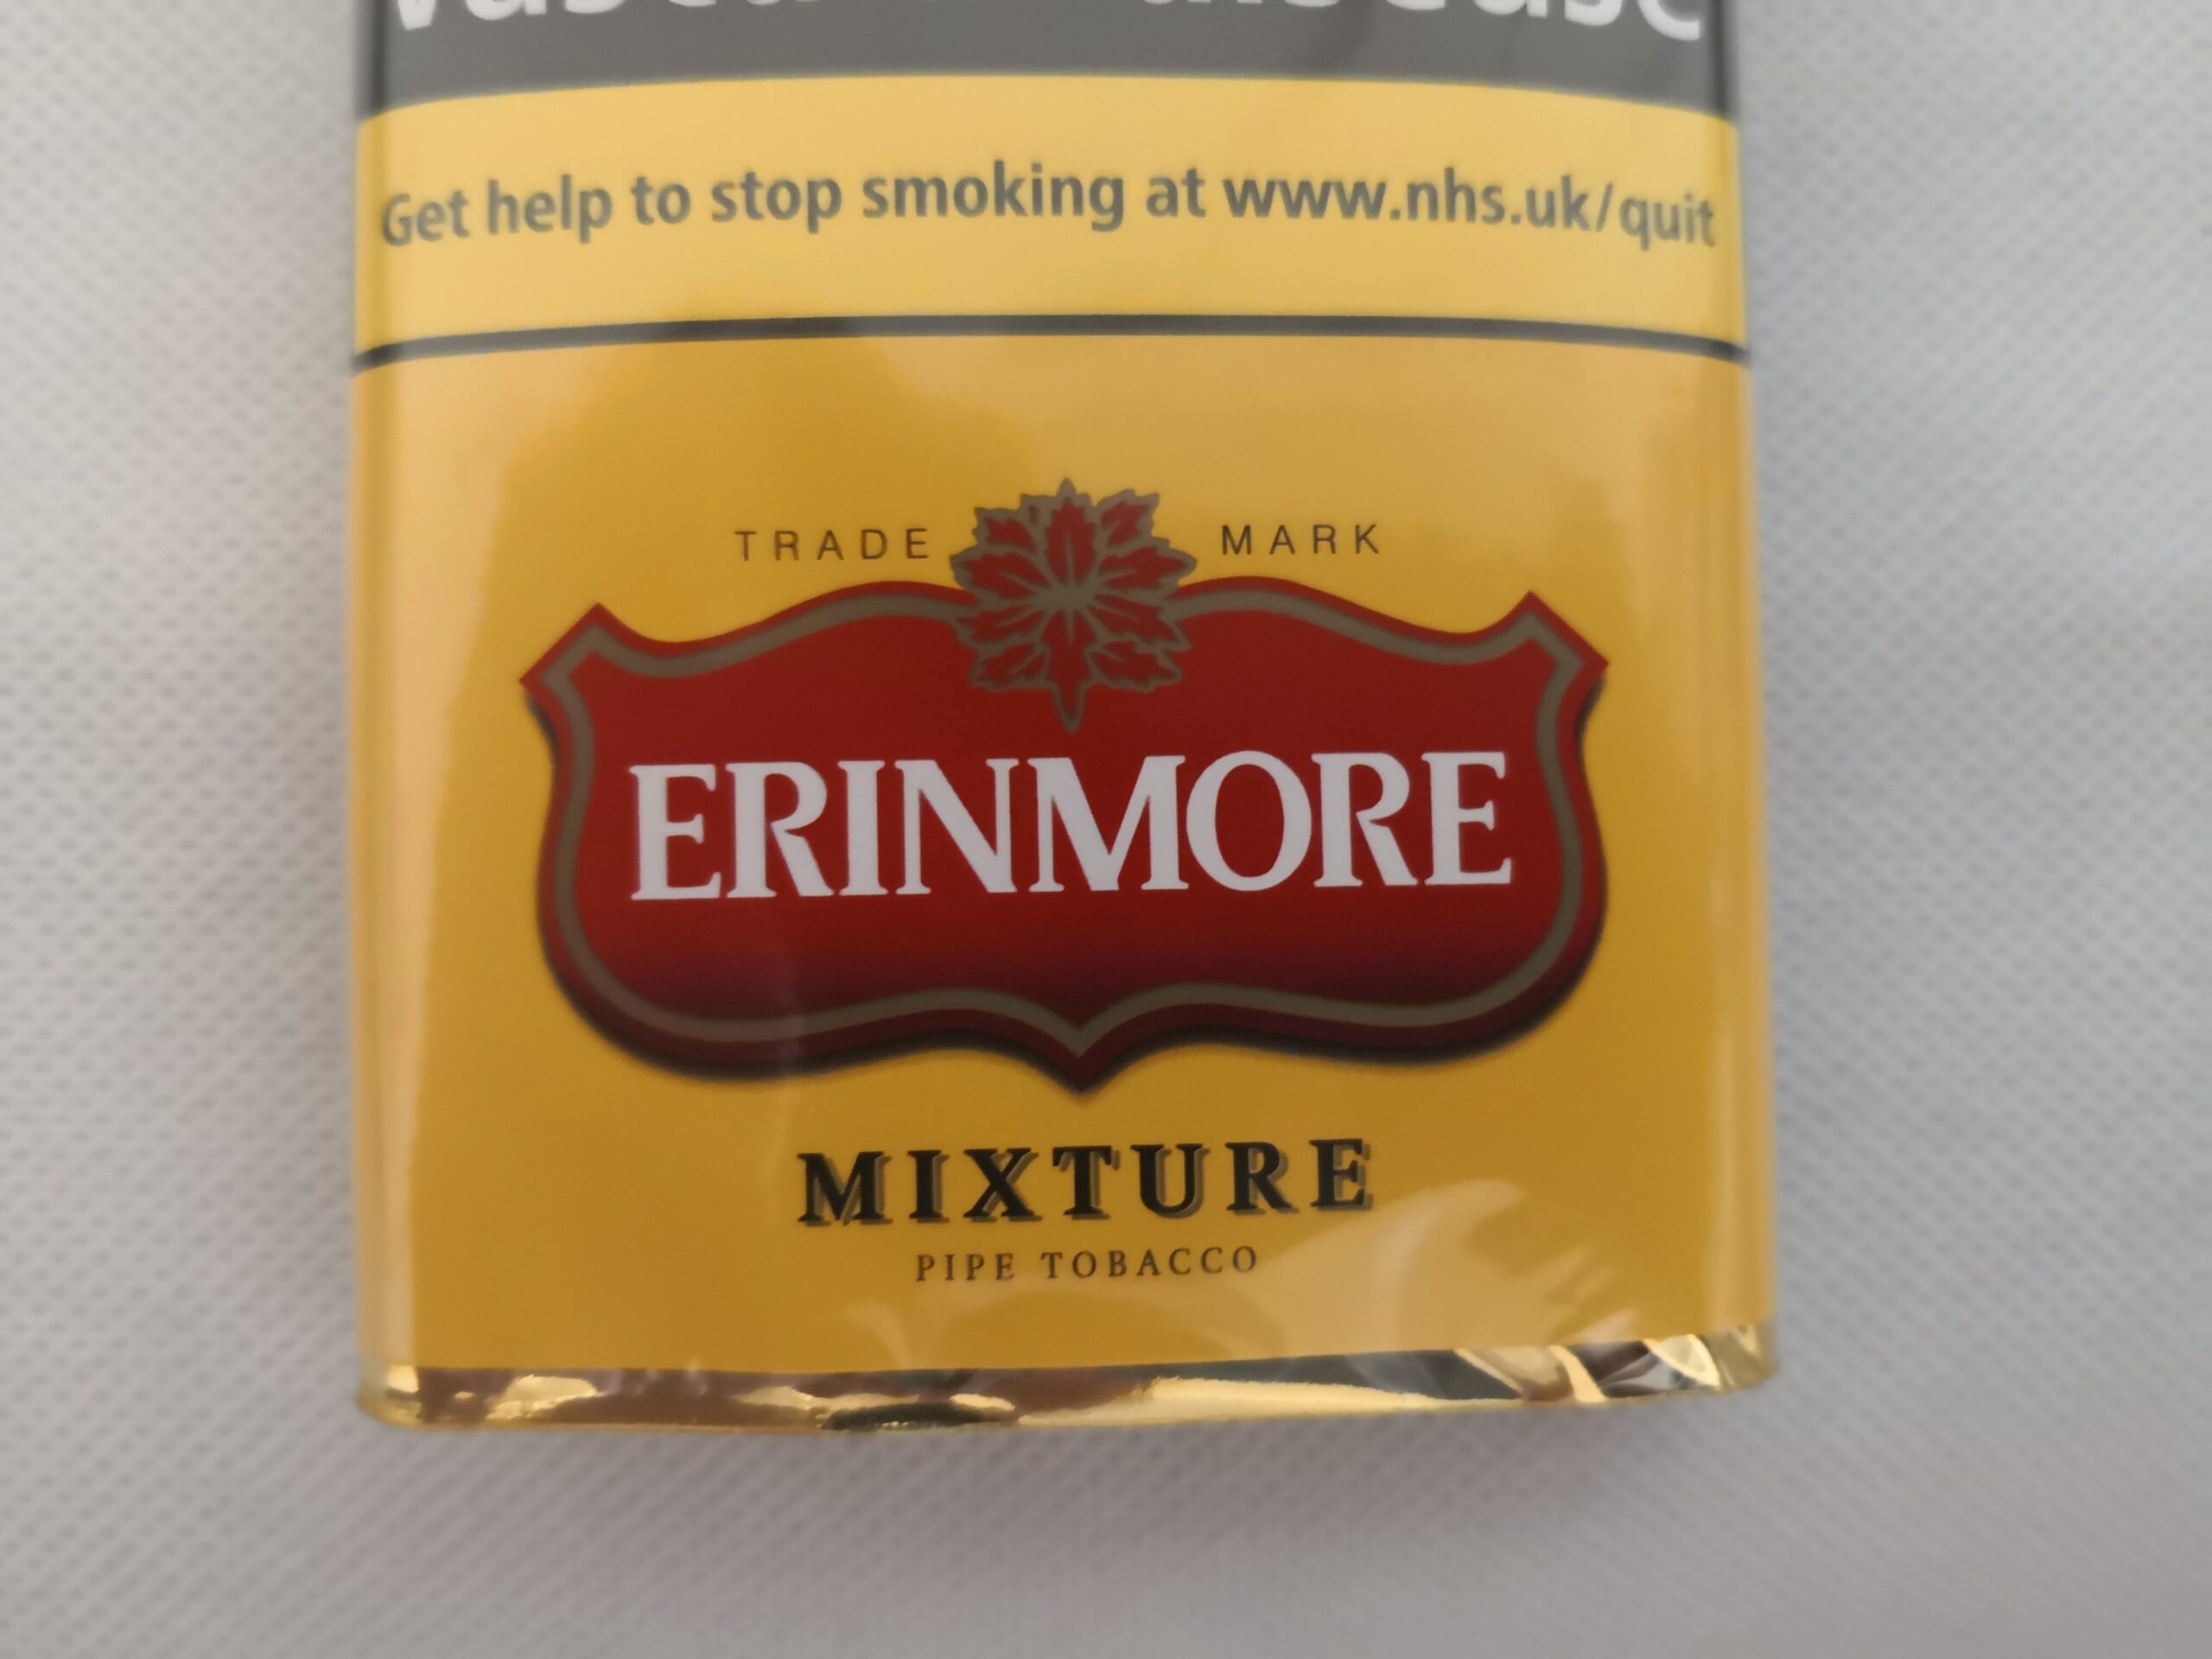 Get help to stop smoking at www.nhs.uk/quit
TRADE MARK
ERINMORE
MIXTURE
PIPE TOBACCO